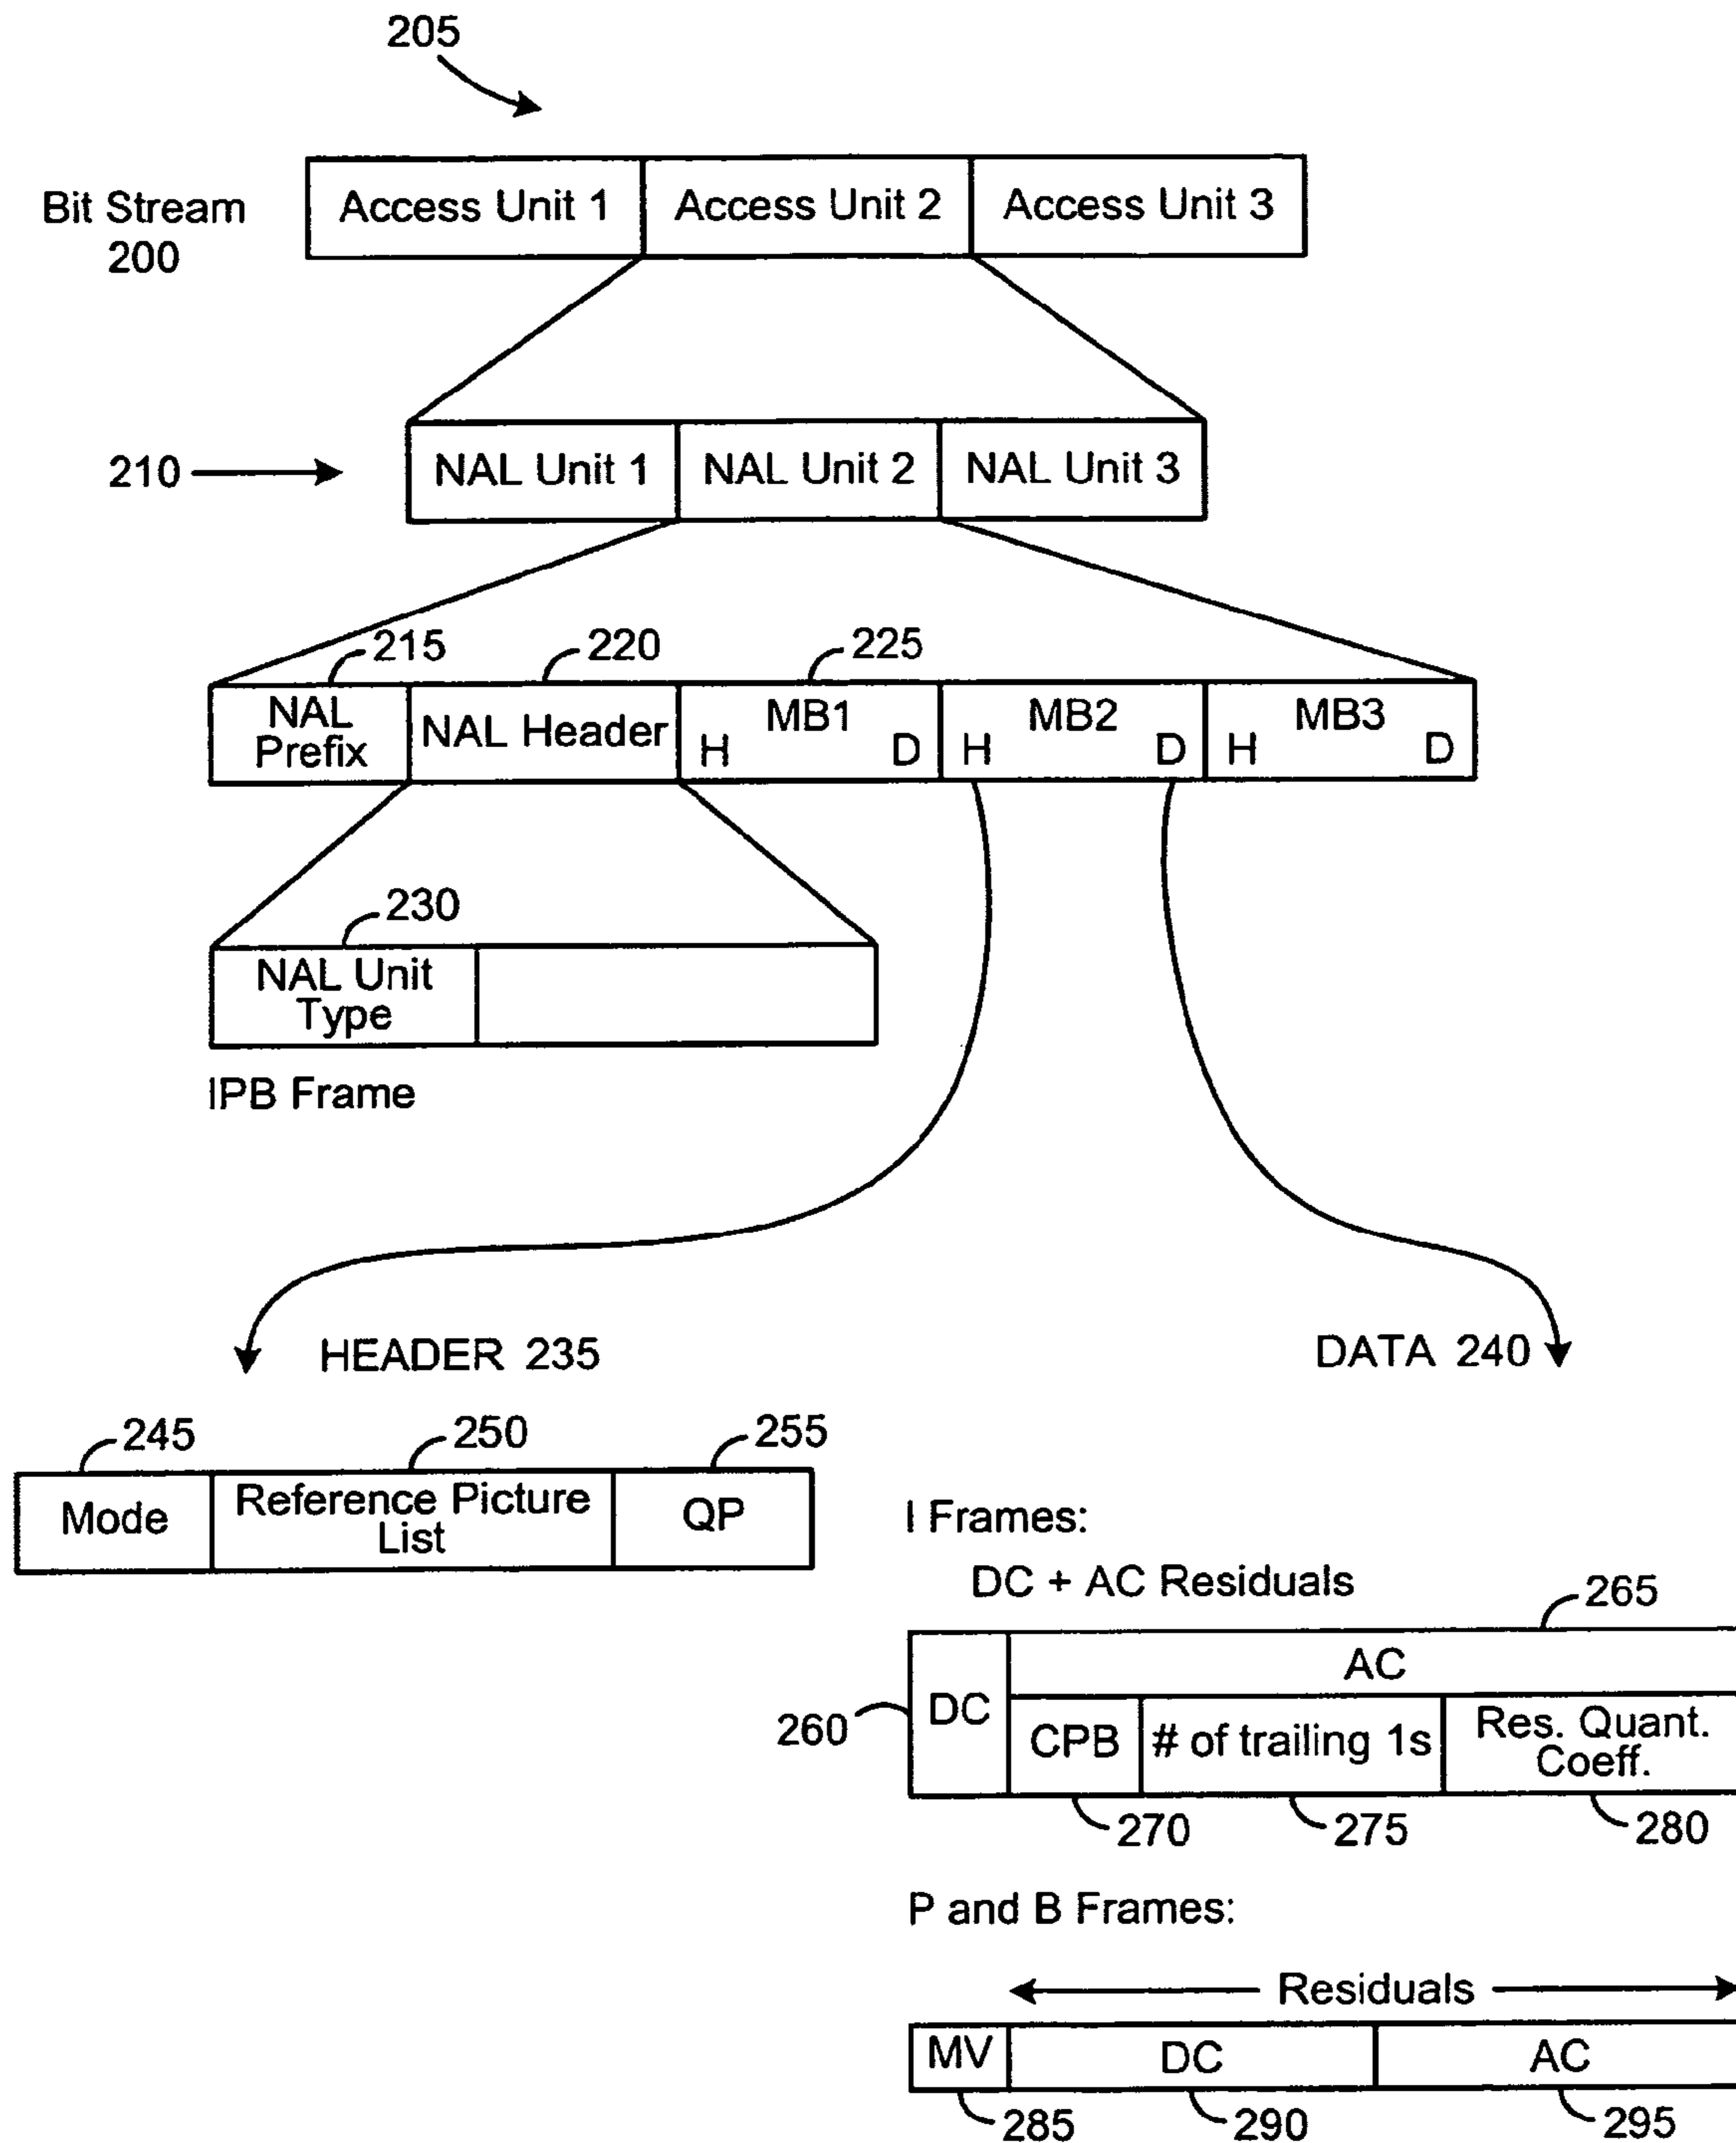 205
Bit Stream
200
Access Unit 1
Access Unit 2
Access Unit 3
210
NAL Unit 1
NAL Unit 2
NAL Unit 3
215
220
225
NAL
Prefix
NAL Header
MB1
H
D
MB2
H
D
MB3
H
D
230
NAL Unit
Type
IPB Frame
HEADER 235
DATA 240
245
250
255
Mode
Reference Picture
List
QP
I Frames:
DC + AC Residuals
265
260
DC
AC
CPB
# of trailing 1s
Res. Quant.
Coeff.
270
275
280
P and B Frames:
Residuals
MV
DC
AC
285
290
295